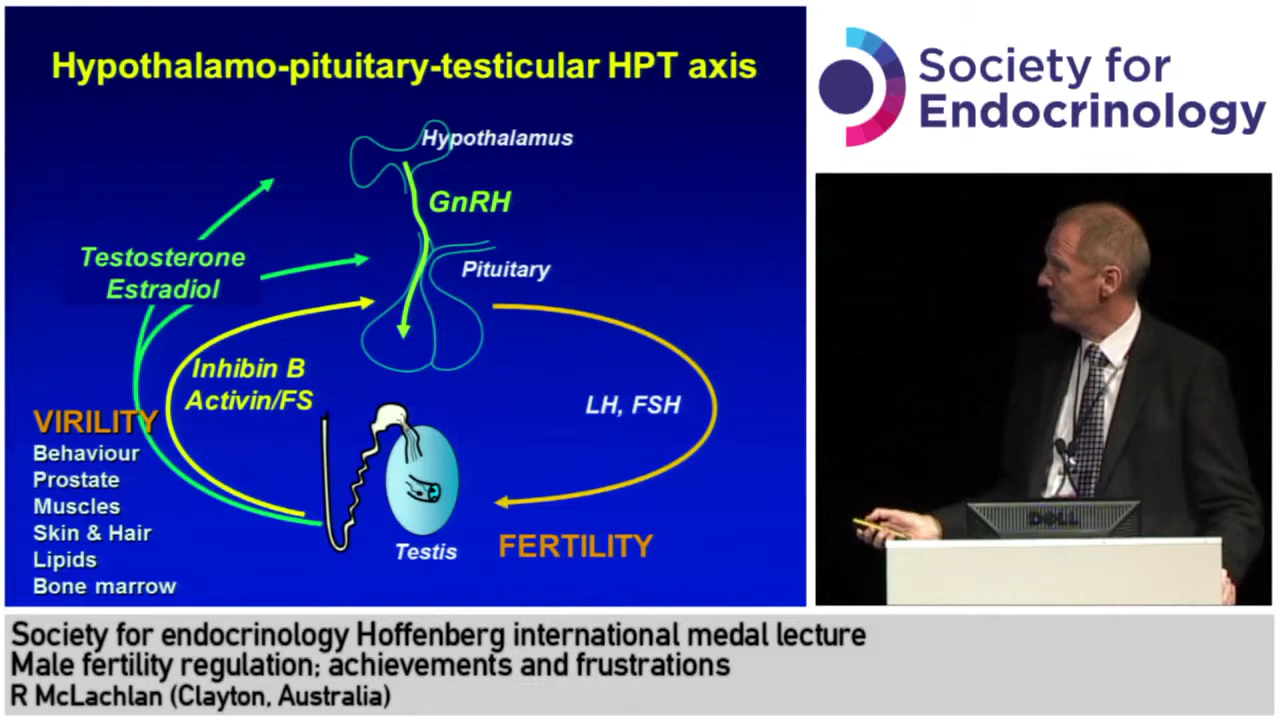 Hypothalamo-pituitary-testicular HPT axis
Hypothalamus
GnRH
Testosterone
Estradiol
Pituitary
Inhibin B
Activin/FS
LH, FSH
VIRILITY
Behaviour
Prostate
Muscles
Skin & Hair
Lipids
Bone marrow
Testis
FERTILITY
Society for
Endocrinology
DELL
Society for endocrinology Hoffenberg international medal lecture
Male fertility regulation; achievements and frustrations
R McLachlan (Clayton, Australia)